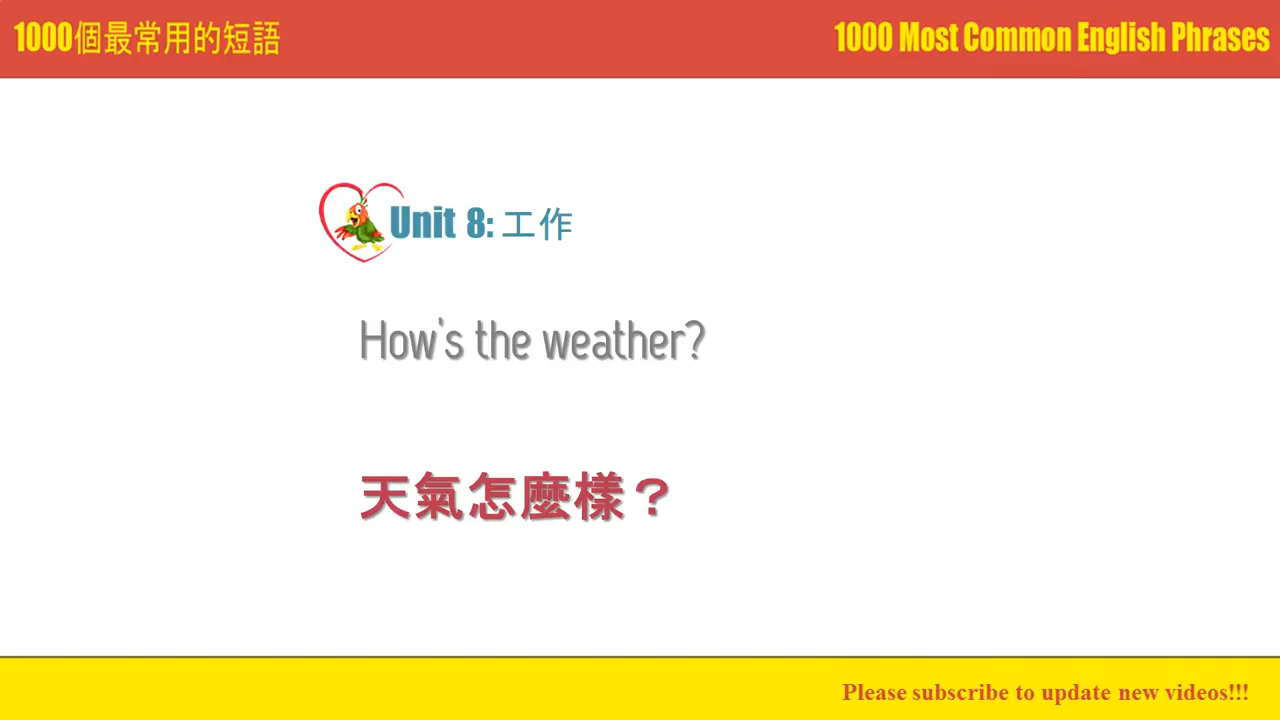 1000個最常用的短語
1000 Most Common English Phrases
Unit 8: 工作
How's the weather?
天氣怎麼樣？
Please subscribe to update new videos!!!